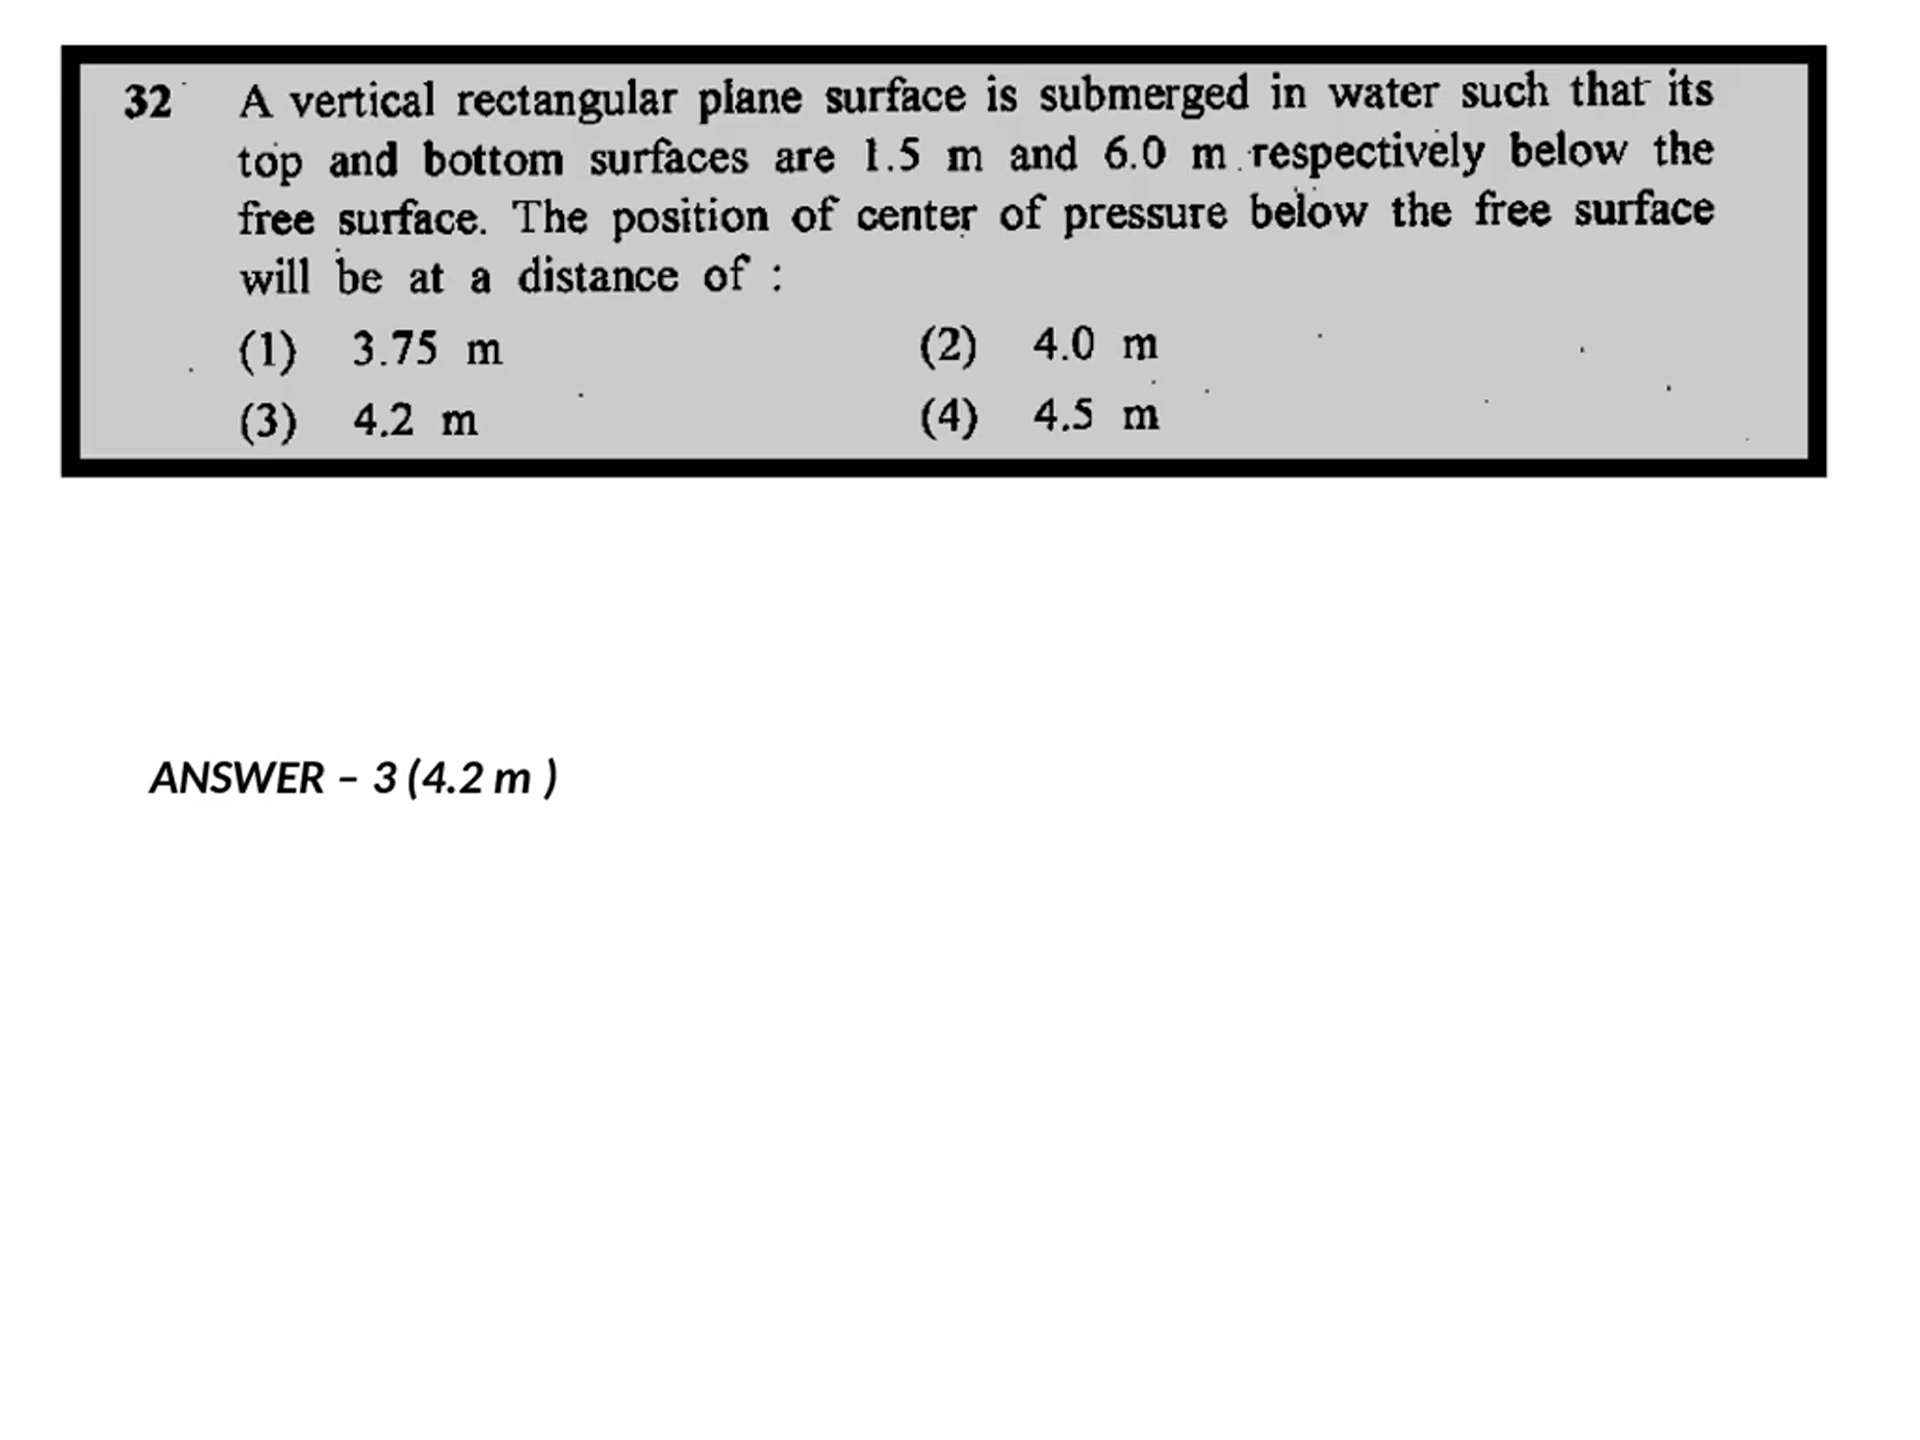 32 A vertical rectangular plane surface is submerged in water such that its
top and bottom surfaces are 1.5 m and 6.0 m respectively below the
free surface. The position of center of pressure below the free surface
will be at a distance of :
(1) 3.75 m (2) 4.0 m
(3) 4.2 m (4) 4.5 m
ANSWER – 3 (4.2 m )